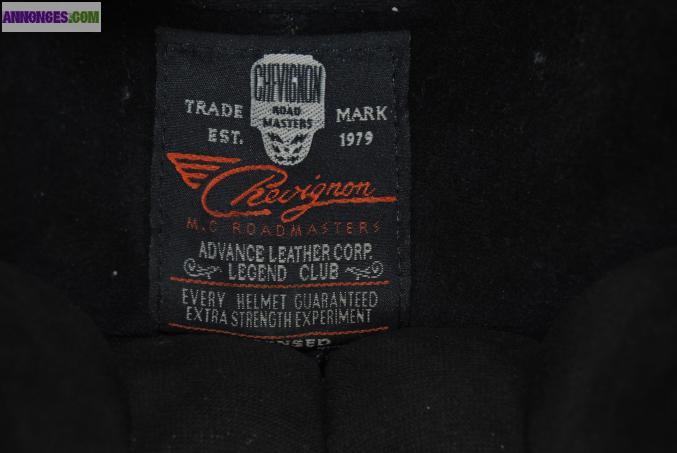 ANNONCES.COM
CHEVIGNON
ROAD
MASTERS
TRADE MARK
EST. 1979
Chevignon
M.C ROADMASTERS
ADVANCE LEATHER CORP.
LEGEND CLUB
EVERY HELMET GUARANTEED
EXTRA STRENGTH EXPERIMENT